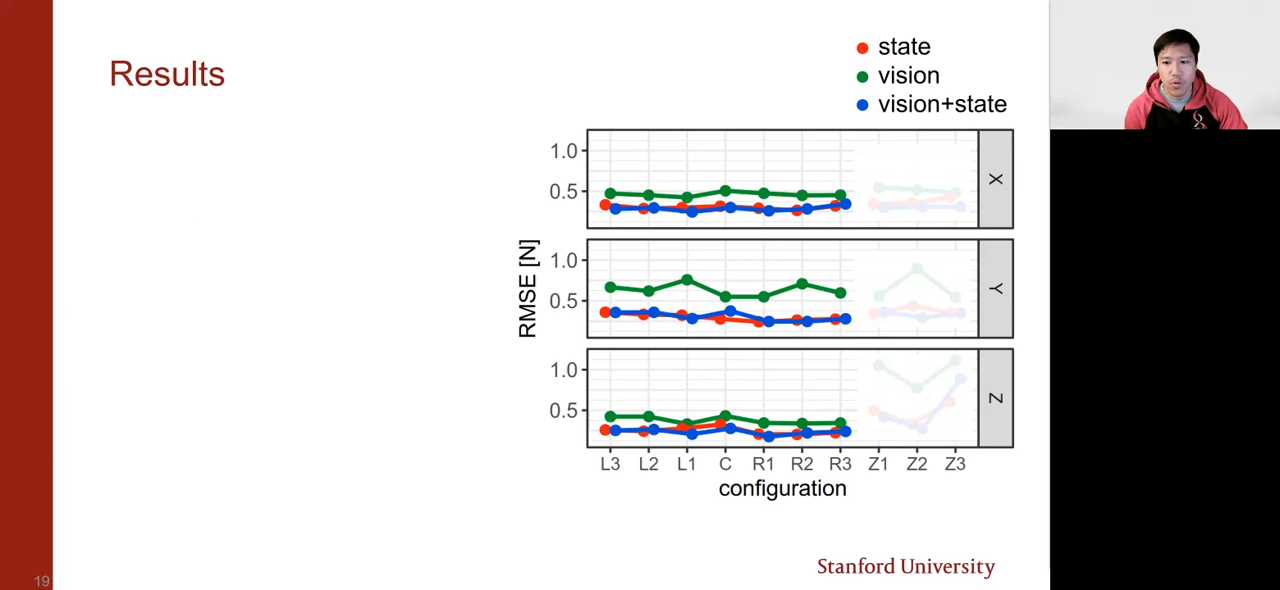 Results
state
vision
vision+state
1.0
0.5
X
1.0
0.5
Y
1.0
0.5
Z
RMSE [N]
L3 L2 L1 C R1 R2 R3 Z1 Z2 Z3
configuration
Stanford University
19